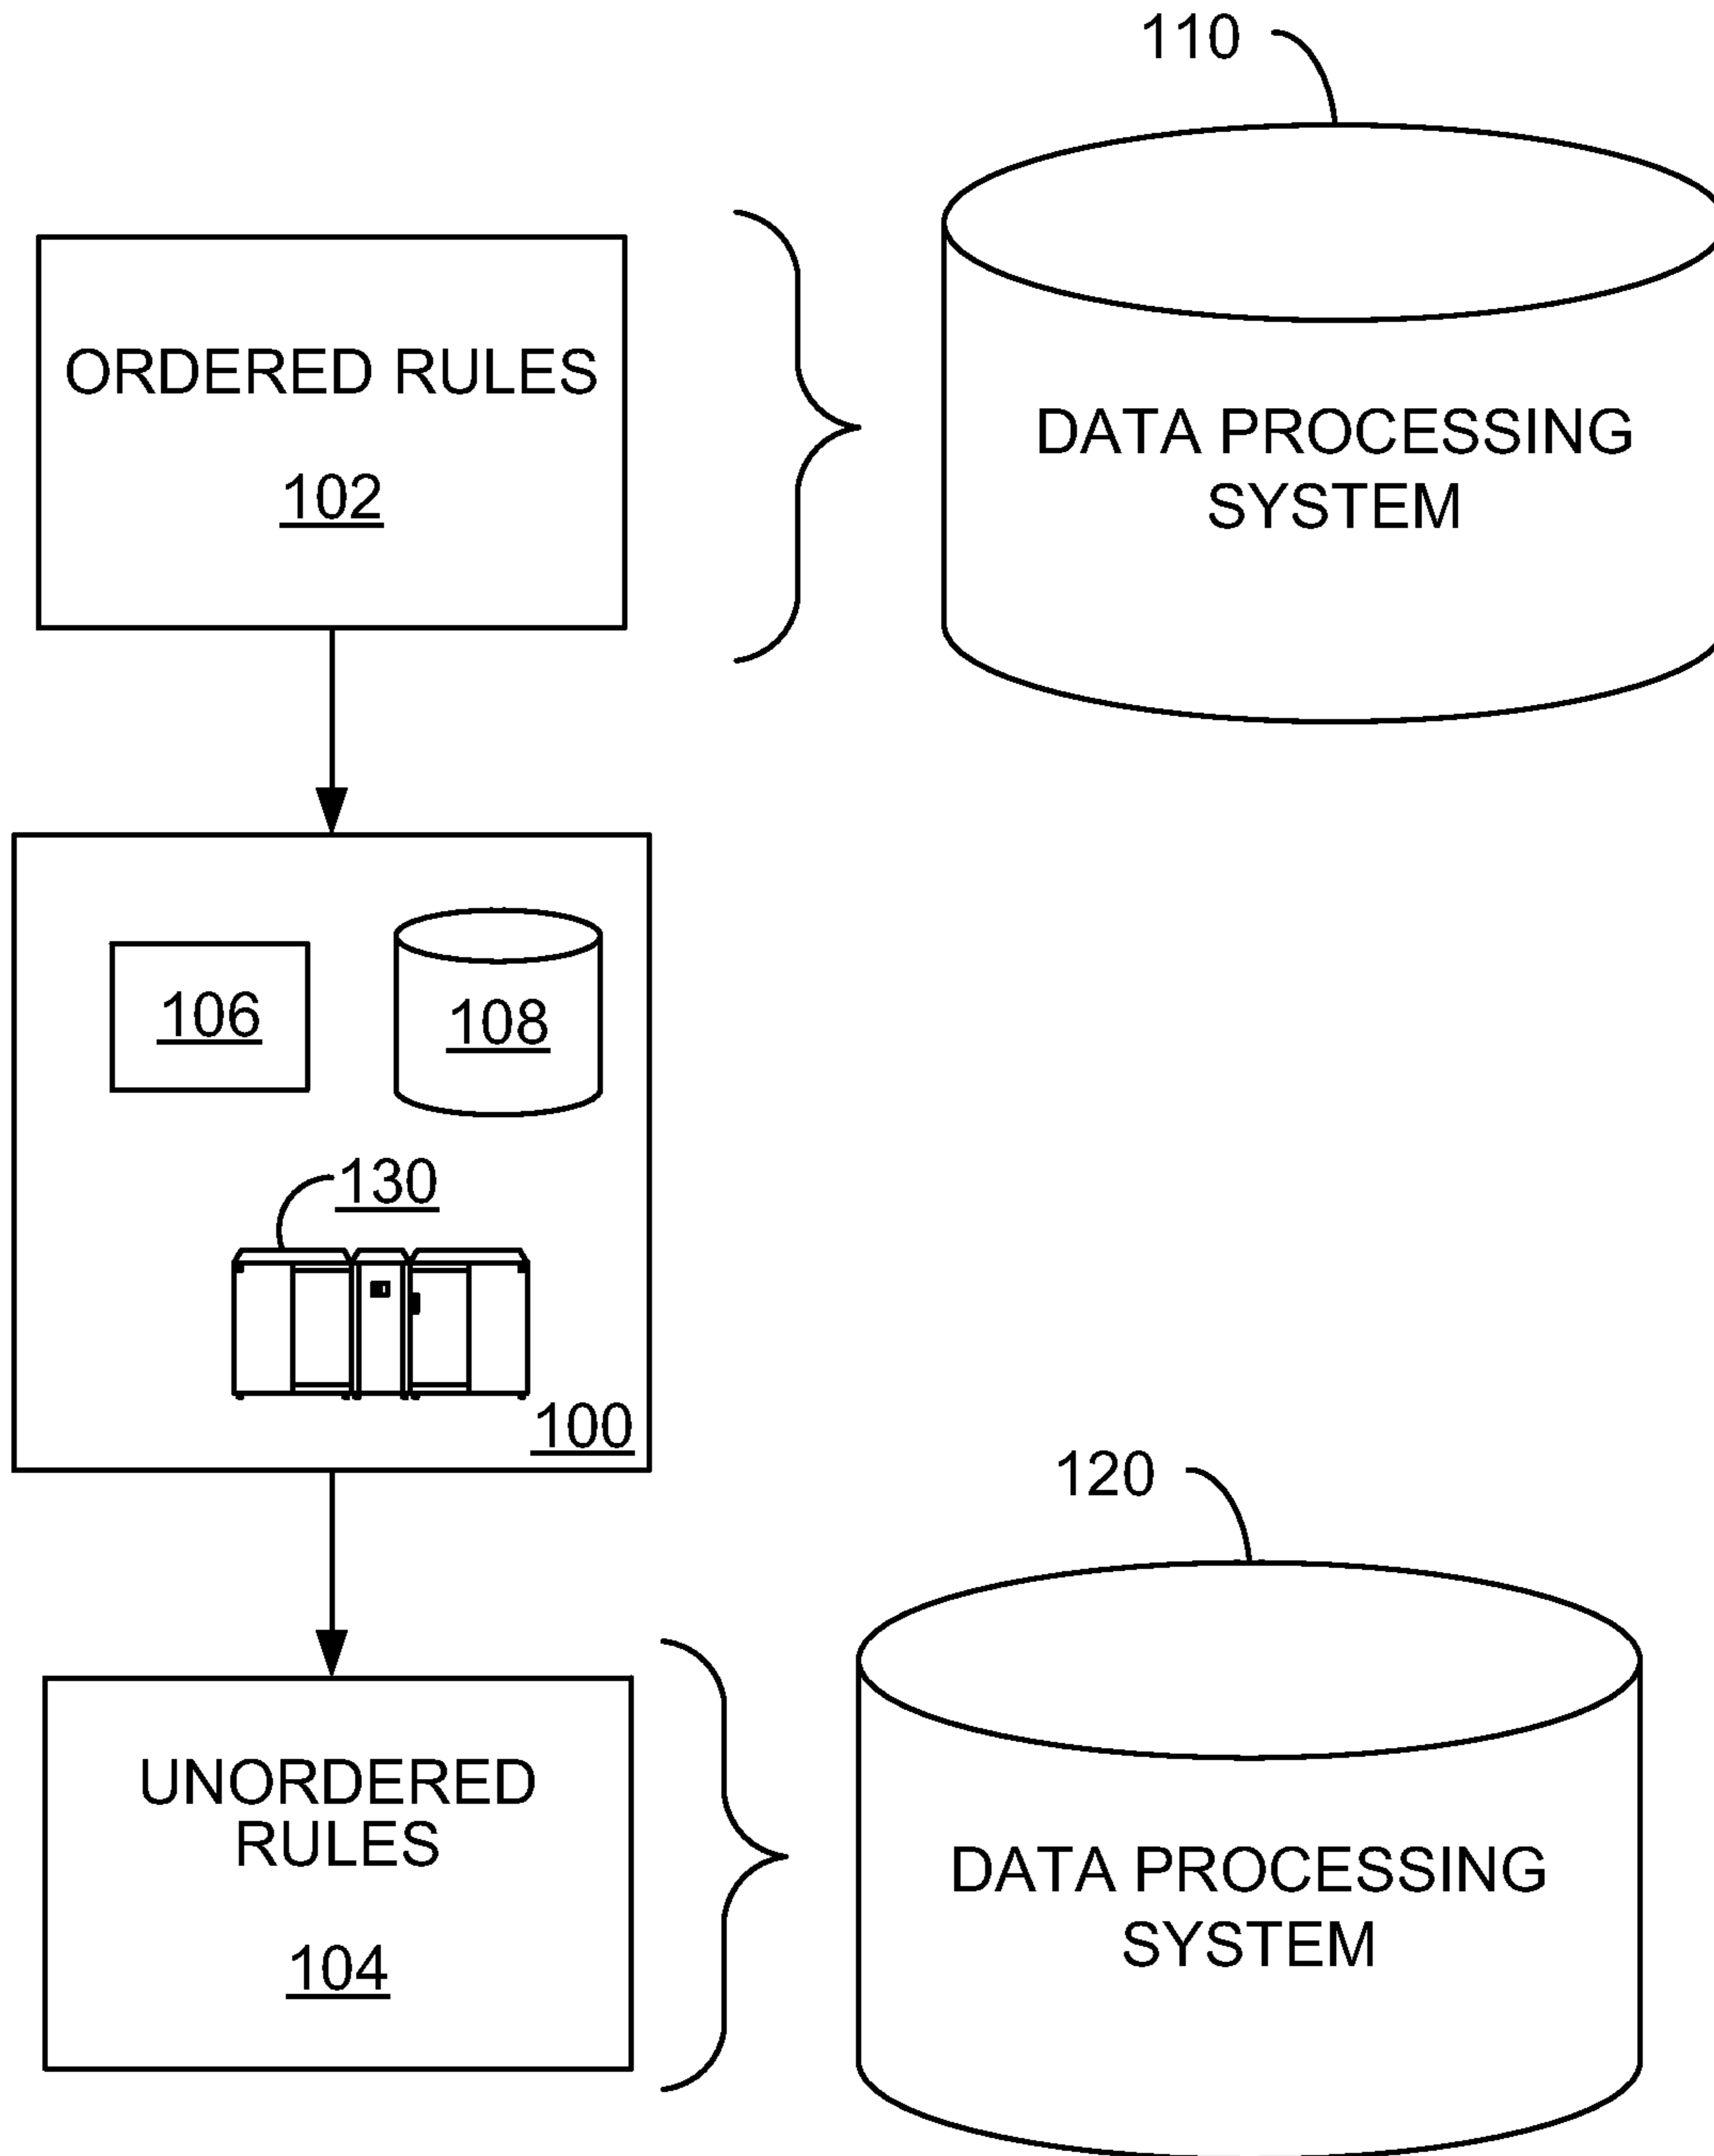 110
ORDERED RULES
102
DATA PROCESSING
SYSTEM
106
108
130
100
120
UNORDERED
RULES
104
DATA PROCESSING
SYSTEM